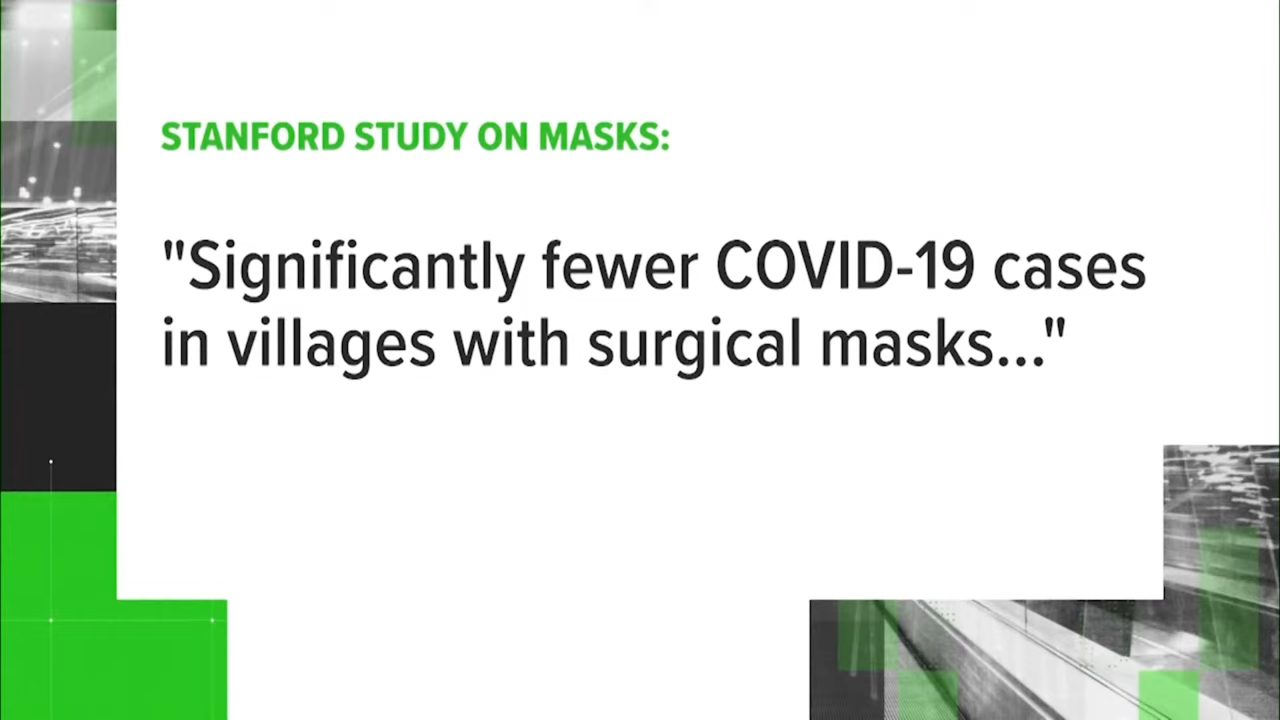 STANFORD STUDY ON MASKS:
"Significantly fewer COVID-19 cases
in villages with surgical masks..."